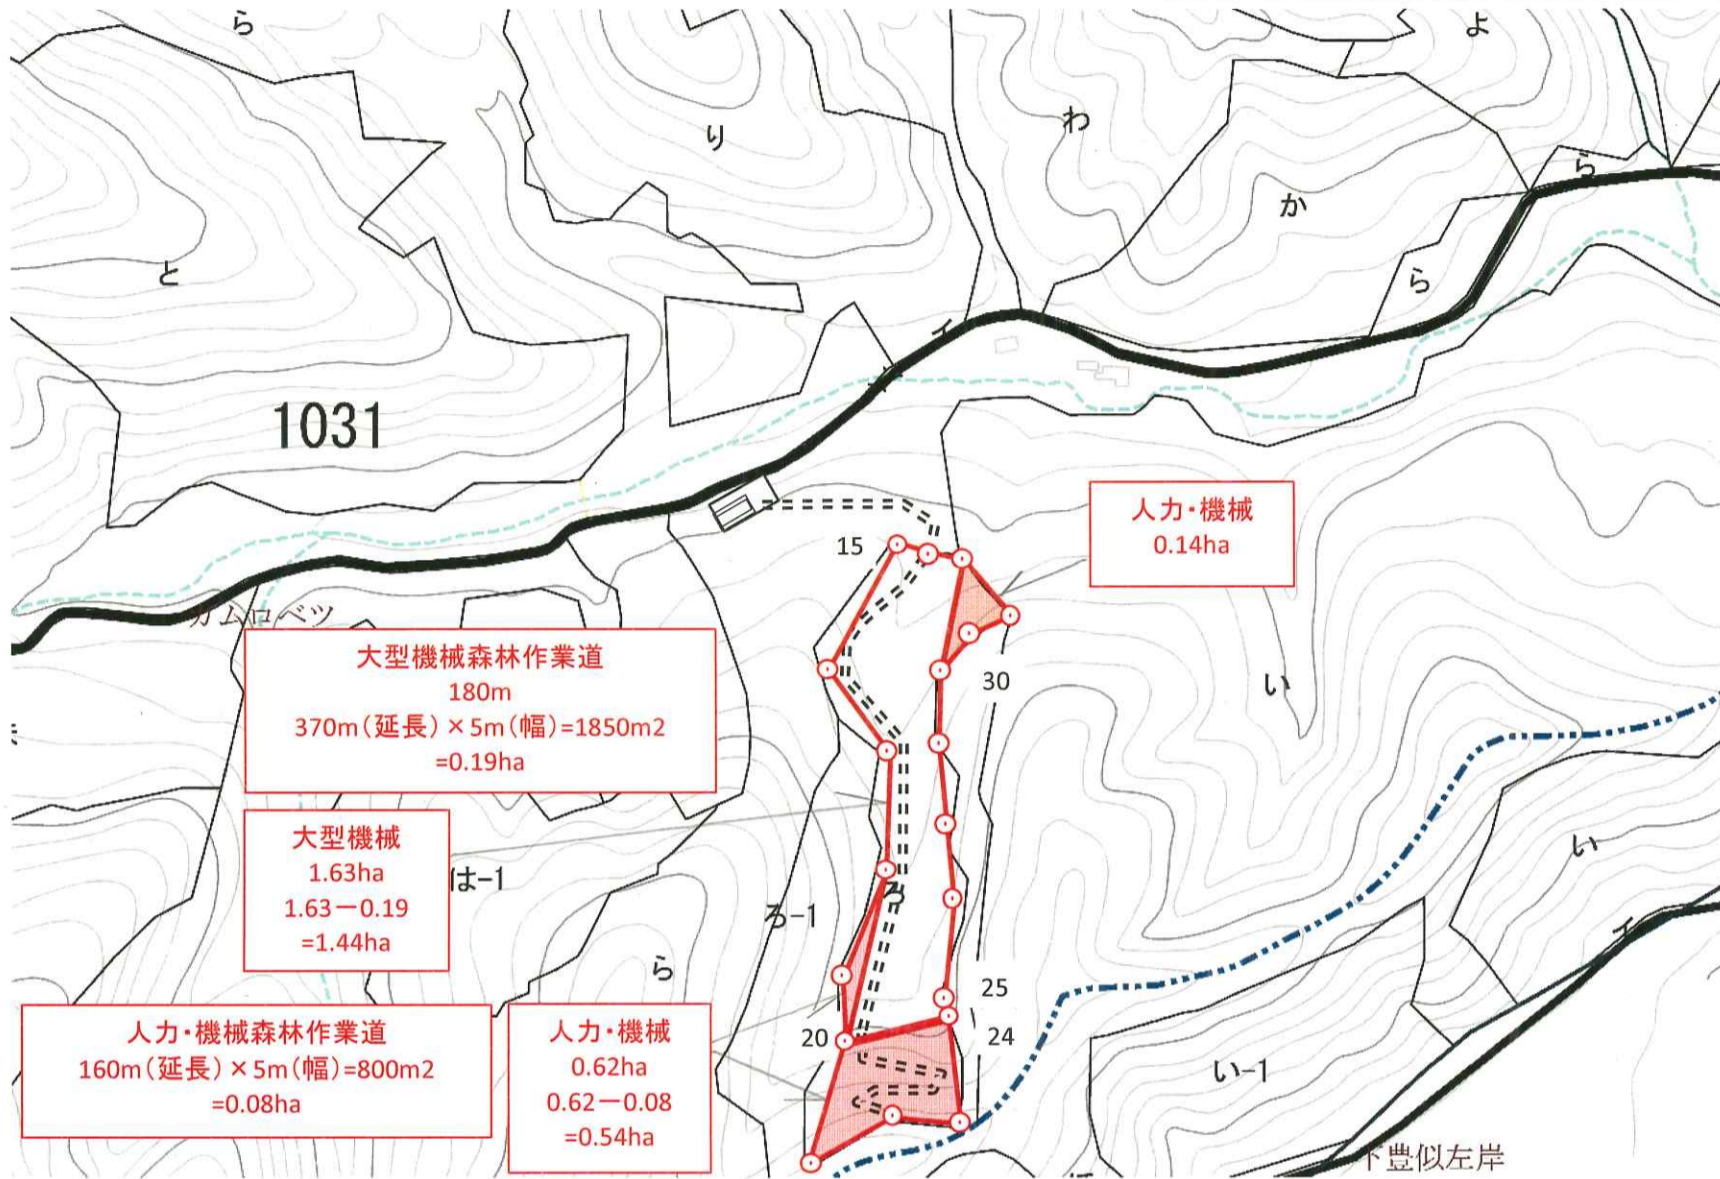 ら
よ
り
わ
ら
か
と
ら
イ
1031
人力・機械
0.14ha
15
カムロベツ
大型機械森林作業道
180m
370m(延長)×5m(幅)=1850m2
=0.19ha
30
い
大型機械
1.63ha
1.63－0.19
=1.44ha
は-1
い
ろ
ろ-1
イ
ら
25
24
20
人力・機械森林作業道
160m(延長)×5m(幅)=800m2
=0.08ha
人力・機械
0.62ha
0.62－0.08
=0.54ha
い-1
下豊似左岸